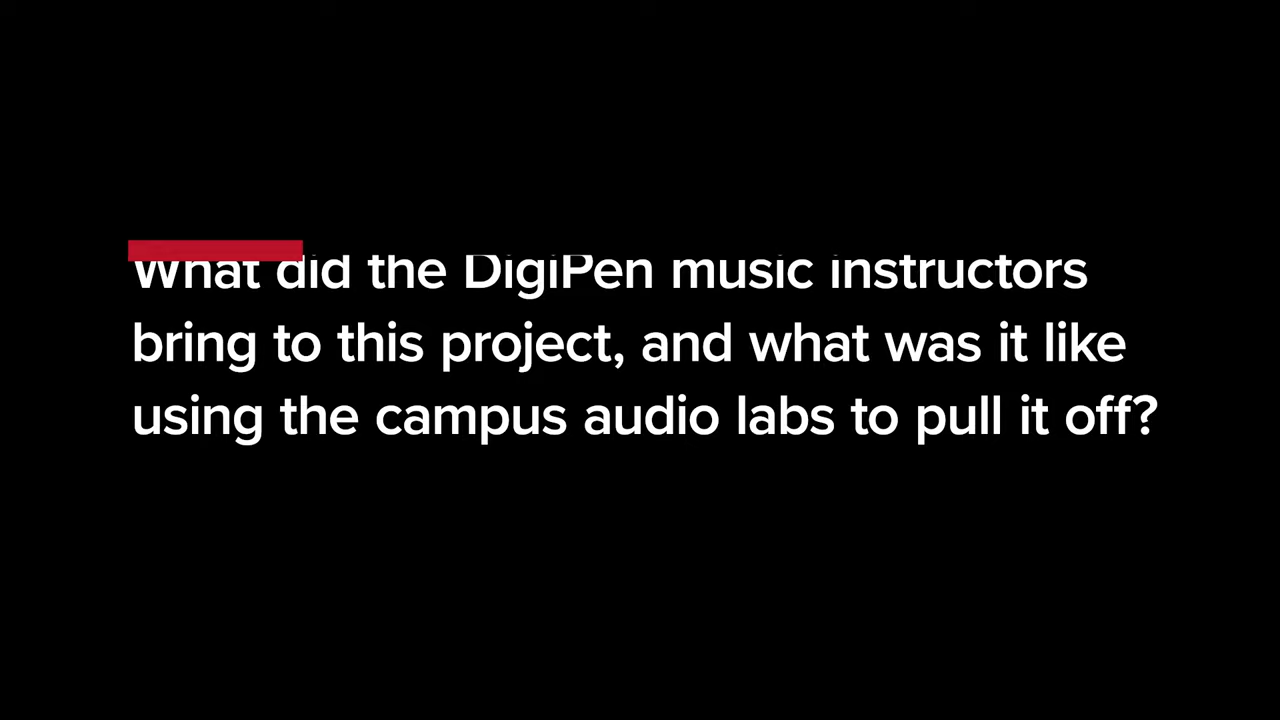 What did the DigiPen music instructors
bring to this project, and what was it like
using the campus audio labs to pull it off?